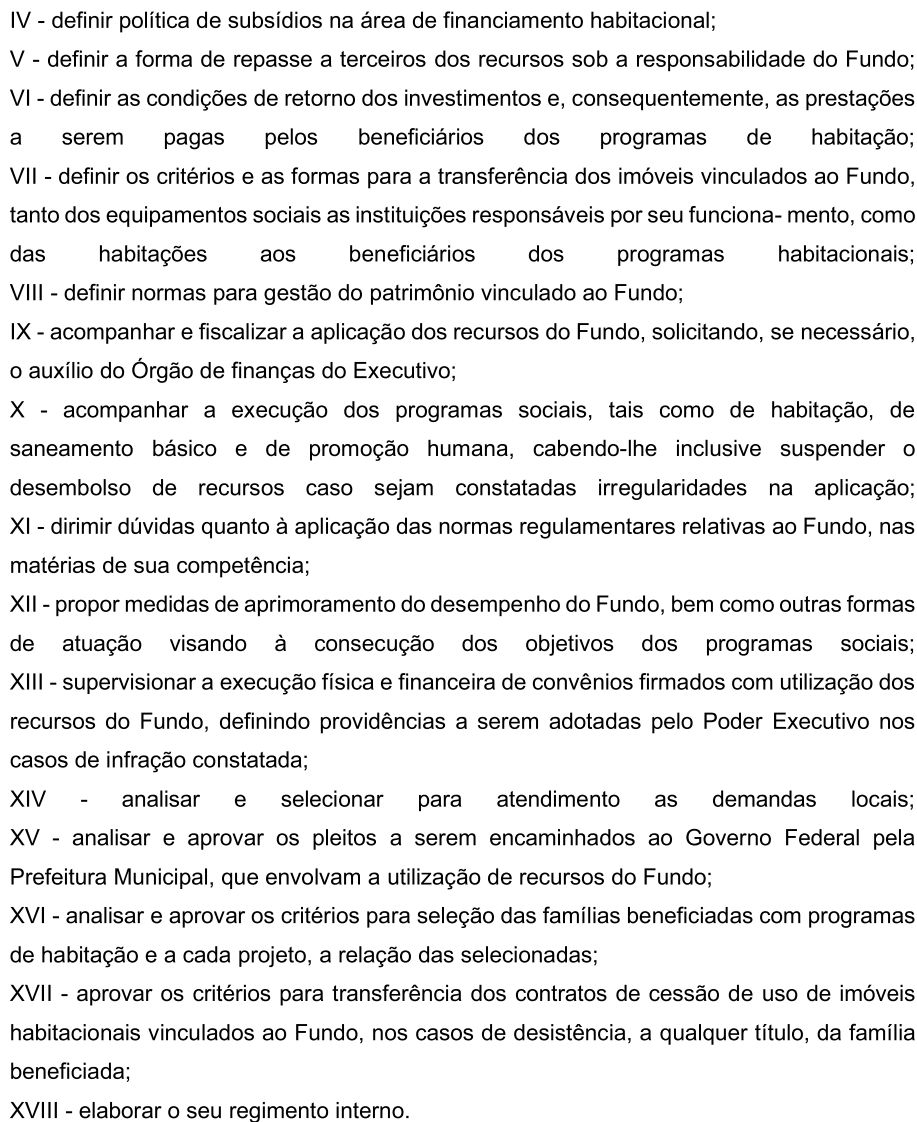 IV - definir política de subsídios na área de financiamento habitacional;
V - definir a forma de repasse a terceiros dos recursos sob a responsabilidade do Fundo;
VI - definir as condições de retorno dos investimentos e, consequentemente, as prestações
a serem pagas pelos beneficiários dos programas de habitação;
VII - definir os critérios e as formas para a transferência dos imóveis vinculados ao Fundo,
tanto dos equipamentos sociais as instituições responsáveis por seu funciona- mento, como
das habitações aos beneficiários dos programas habitacionais;
VIII - definir normas para gestão do patrimônio vinculado ao Fundo;
IX - acompanhar e fiscalizar a aplicação dos recursos do Fundo, solicitando, se necessário,
o auxílio do Órgão de finanças do Executivo;
X - acompanhar a execução dos programas sociais, tais como de habitação, de
saneamento básico e de promoção humana, cabendo-lhe inclusive suspender o
desembolso de recursos caso sejam constatadas irregularidades na aplicação;
XI - dirimir dúvidas quanto à aplicação das normas regulamentares relativas ao Fundo, nas
matérias de sua competência;
XII - propor medidas de aprimoramento do desempenho do Fundo, bem como outras formas
de atuação visando à consecução dos objetivos dos programas sociais;
XIII - supervisionar a execução física e financeira de convênios firmados com utilização dos
recursos do Fundo, definindo providências a serem adotadas pelo Poder Executivo nos
casos de infração constatada;
XIV - analisar e selecionar para atendimento as demandas locais;
XV - analisar e aprovar os pleitos a serem encaminhados ao Governo Federal pela
Prefeitura Municipal, que envolvam a utilização de recursos do Fundo;
XVI - analisar e aprovar os critérios para seleção das famílias beneficiadas com programas
de habitação e a cada projeto, a relação das selecionadas;
XVII - aprovar os critérios para transferência dos contratos de cessão de uso de imóveis
habitacionais vinculados ao Fundo, nos casos de desistência, a qualquer título, da família
beneficiada;
XVIII - elaborar o seu regimento interno.